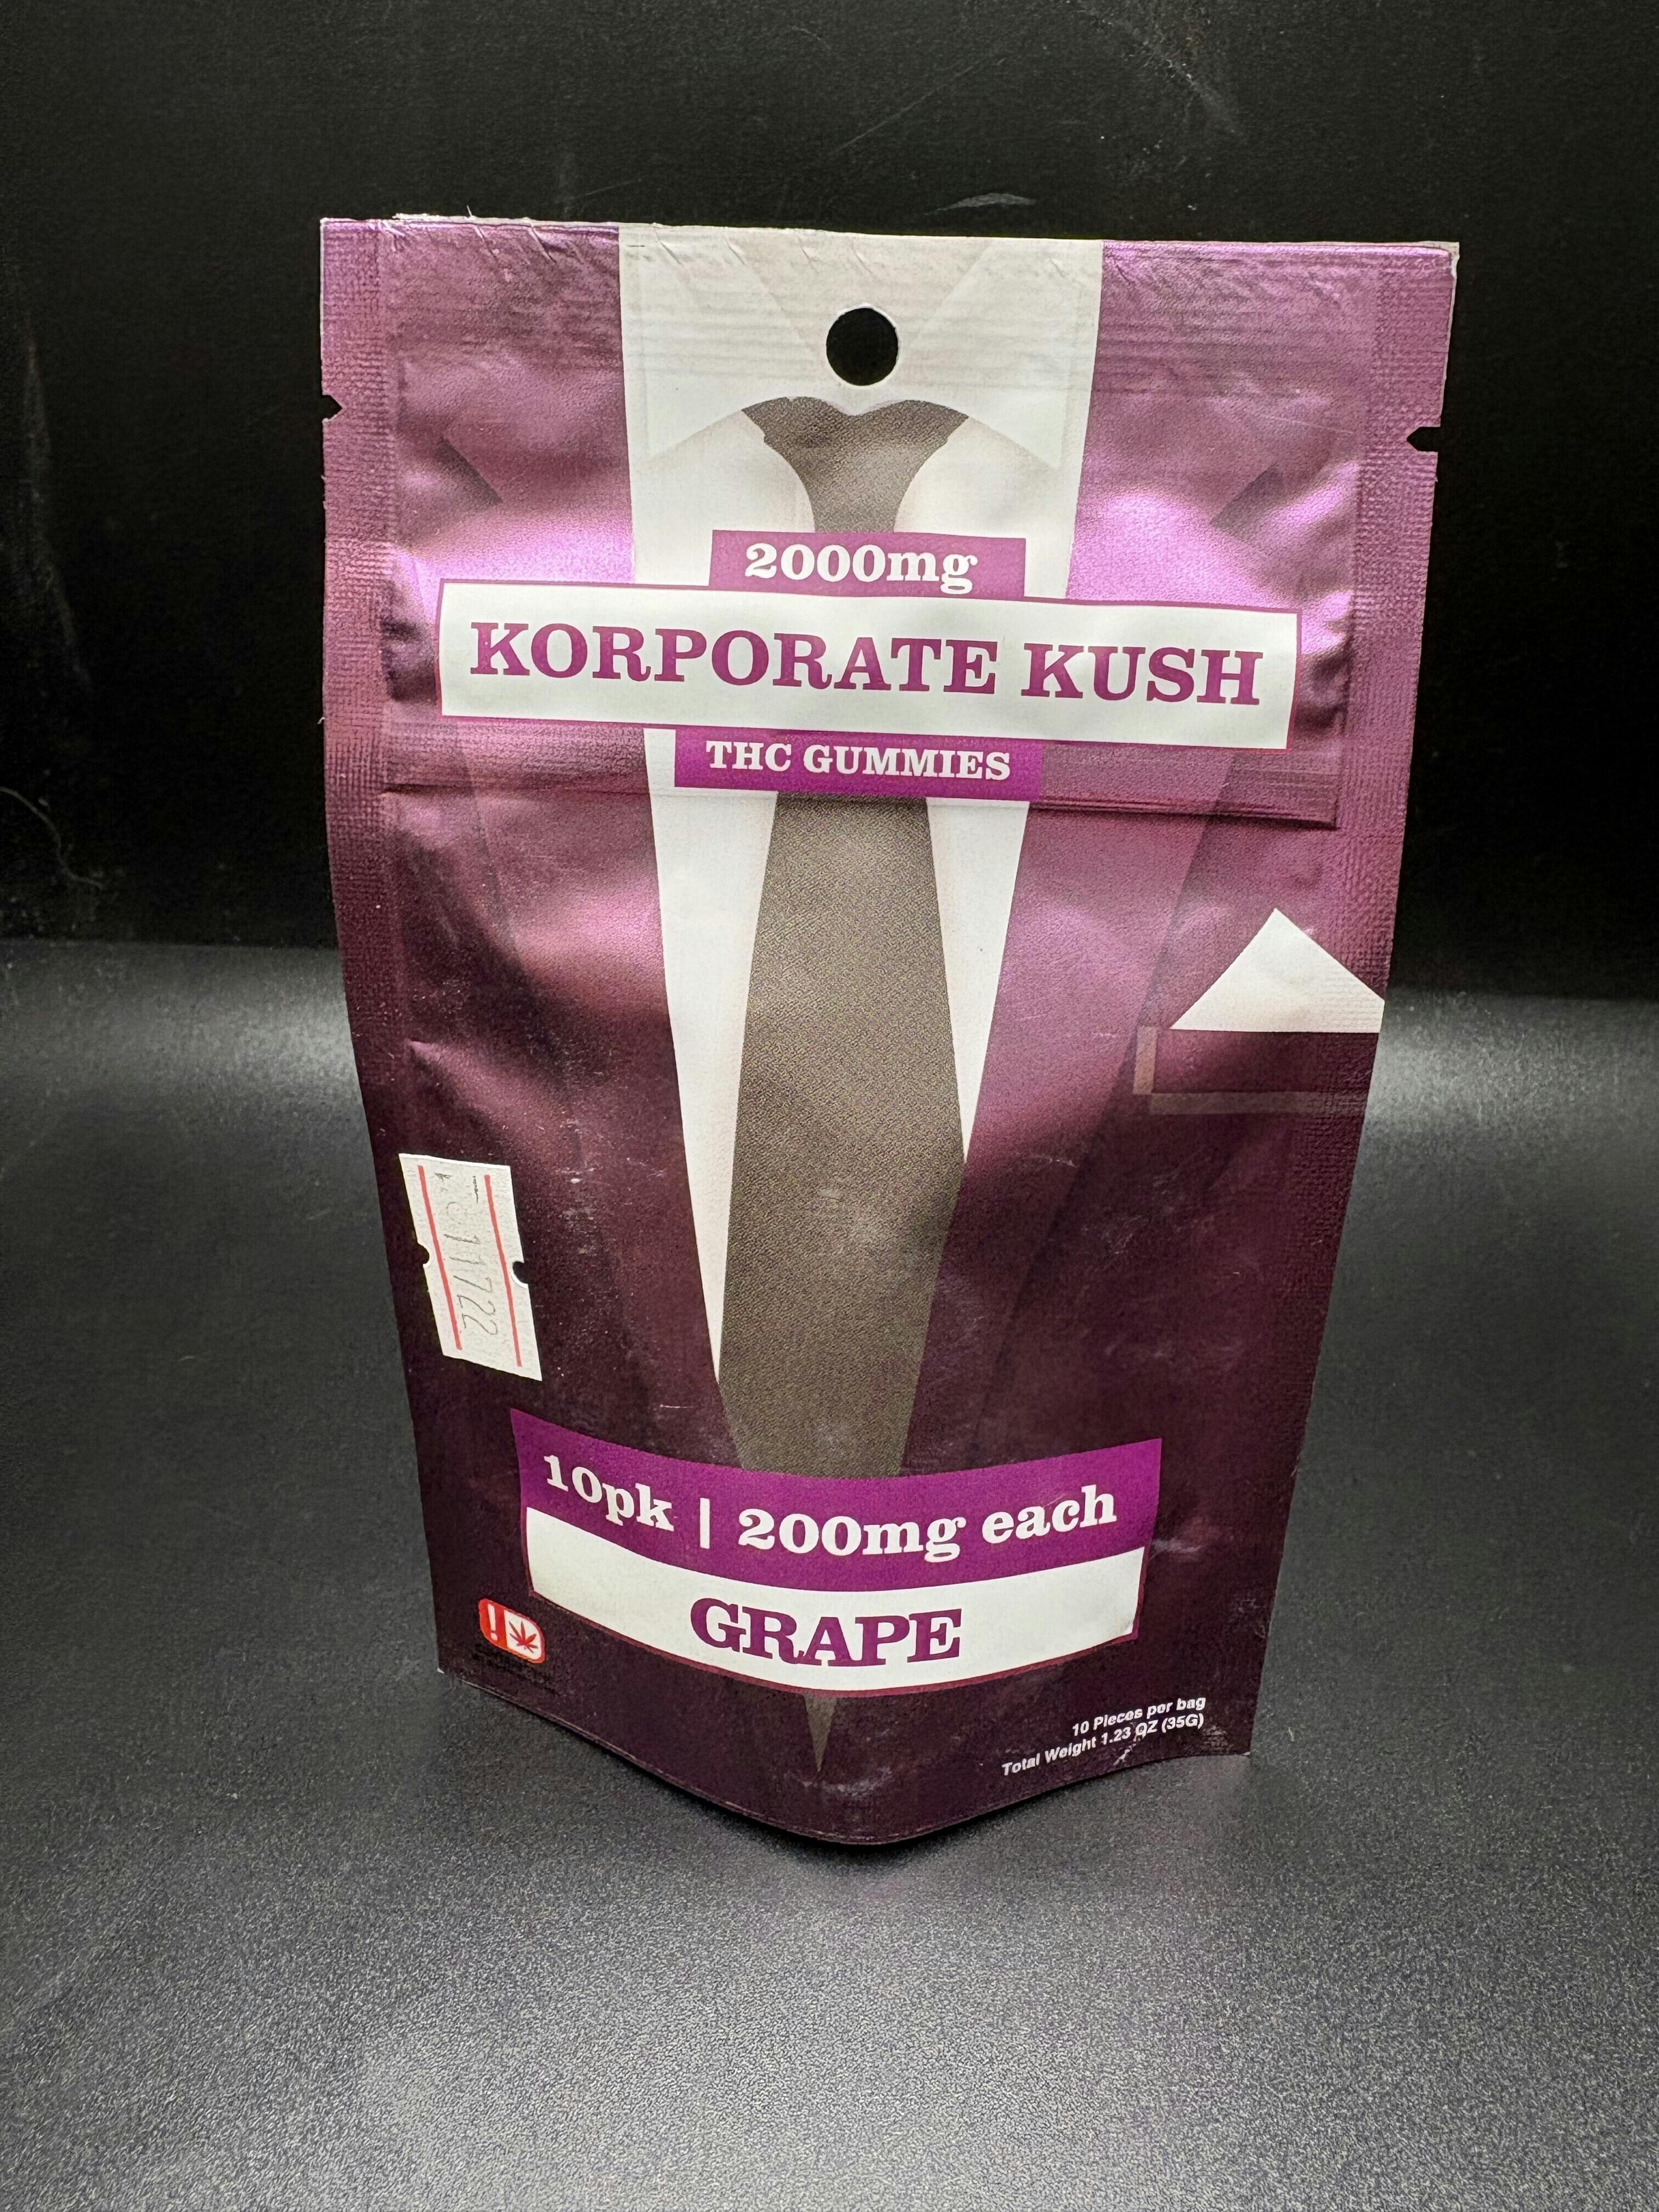 2000mg
KORPORATE KUSH
THC GUMMIES
11722
10pk | 200mg each
GRAPE
!
10 Pieces per bag
Total Weight 1.23 OZ (35G)